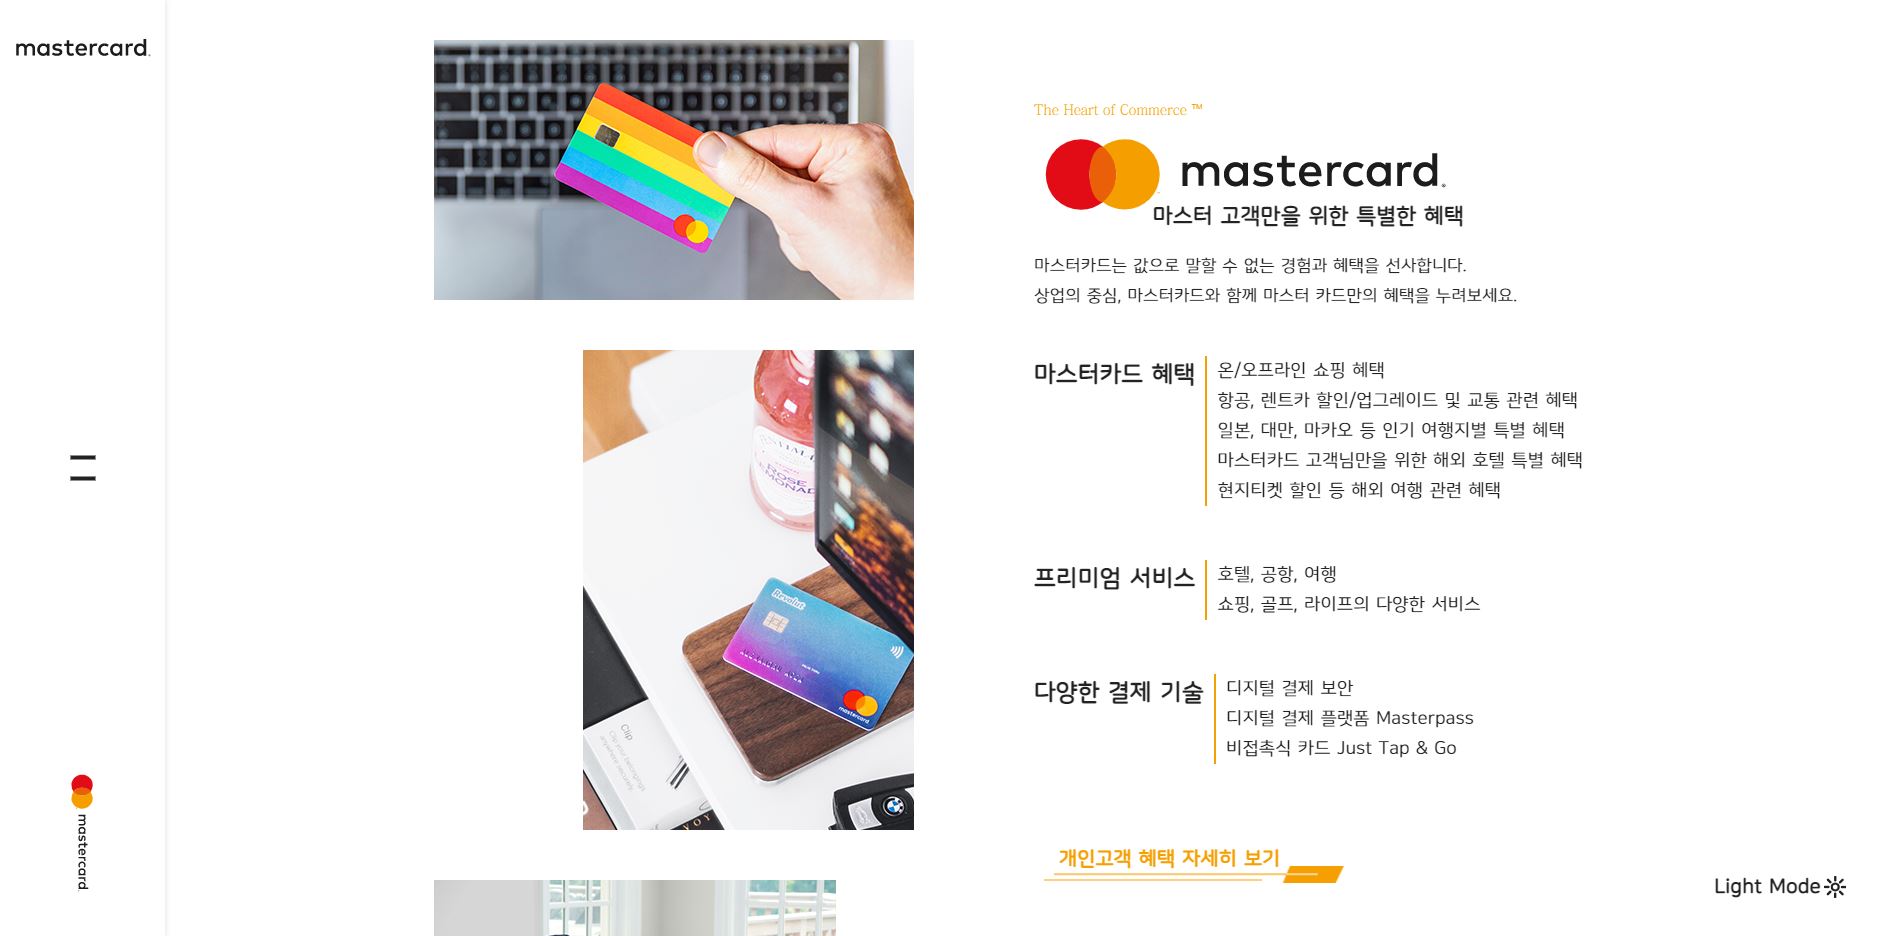 mastercard.
The Heart of Commerce ™
mastercard.
마스터 고객만을 위한 특별한 혜택
마스터카드는 값으로 말할 수 없는 경험과 혜택을 선사합니다.
상업의 중심, 마스터카드와 함께 마스터 카드만의 혜택을 누려보세요.
마스터카드 혜택
온/오프라인 쇼핑 혜택
항공, 렌트카 할인/업그레이드 및 교통 관련 혜택
일본, 대만, 마카오 등 인기 여행지별 특별 혜택
마스터카드 고객님만을 위한 해외 호텔 특별 혜택
현지티켓 할인 등 해외 여행 관련 혜택
프리미엄 서비스
호텔, 공항, 여행
쇼핑, 골프, 라이프의 다양한 서비스
다양한 결제 기술
디지털 결제 보안
디지털 결제 플랫폼 Masterpass
비접촉식 카드 Just Tap & Go
개인고객 혜택 자세히 보기
Light Mode
mastercard
ROSE
Revolut
mastercard
Clip
Clip your belongings
anywhere securely.